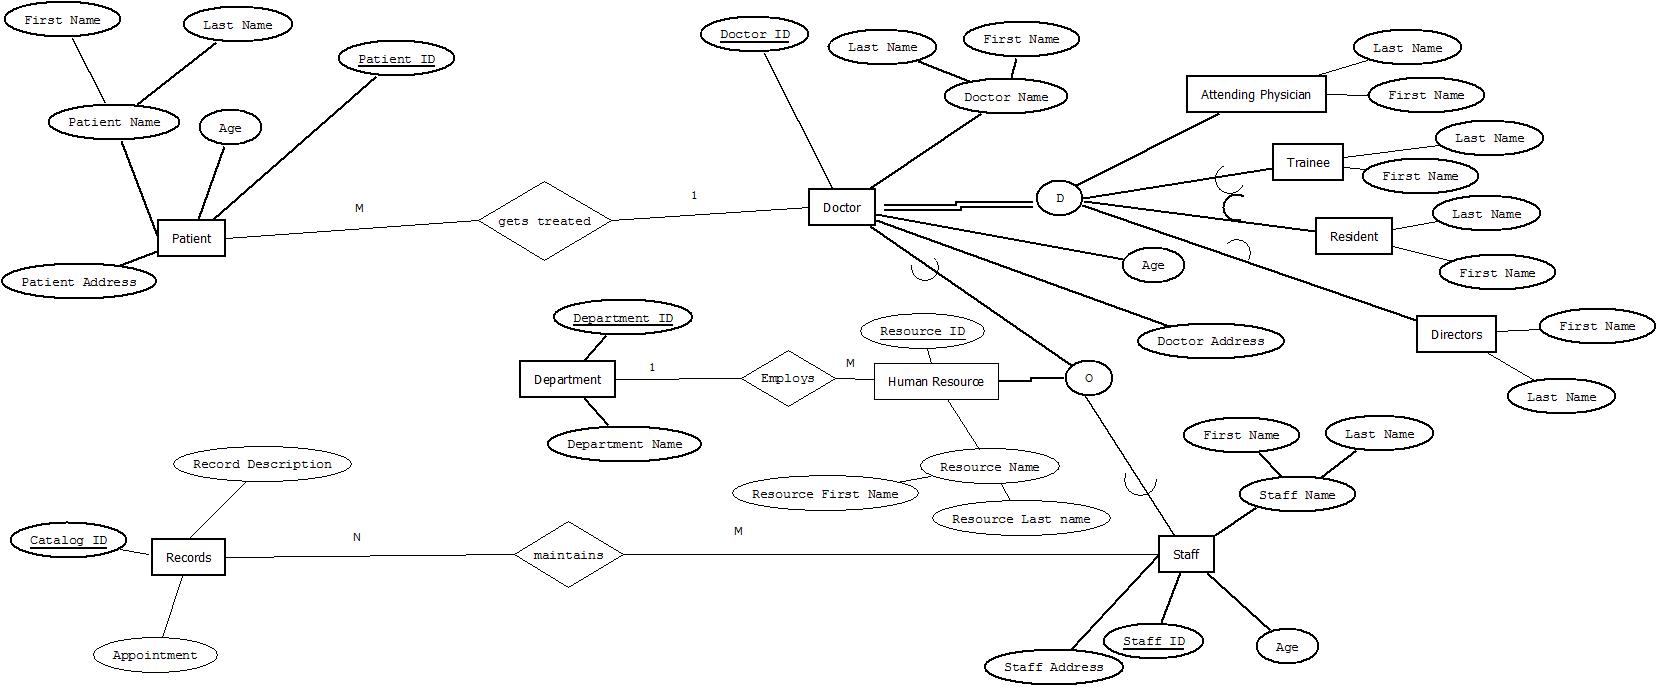 First Name
Last Name
Patient ID
Patient Name
Age
Patient
Patient Address
M
gets treated
1
Doctor ID
Last Name
First Name
Doctor Name
Doctor
D
Attending Physician
Last Name
First Name
Trainee
Last Name
First Name
Resident
Last Name
First Name
Directors
First Name
Last Name
Age
Doctor Address
Department ID
Department
Department Name
1
Employs
M
Resource ID
Human Resource
O
Resource Name
Resource First Name
Resource Last name
Record Description
Catalog ID
Records
Appointment
N
maintains
M
First Name
Last Name
Staff Name
Staff
Staff ID
Staff Address
Age